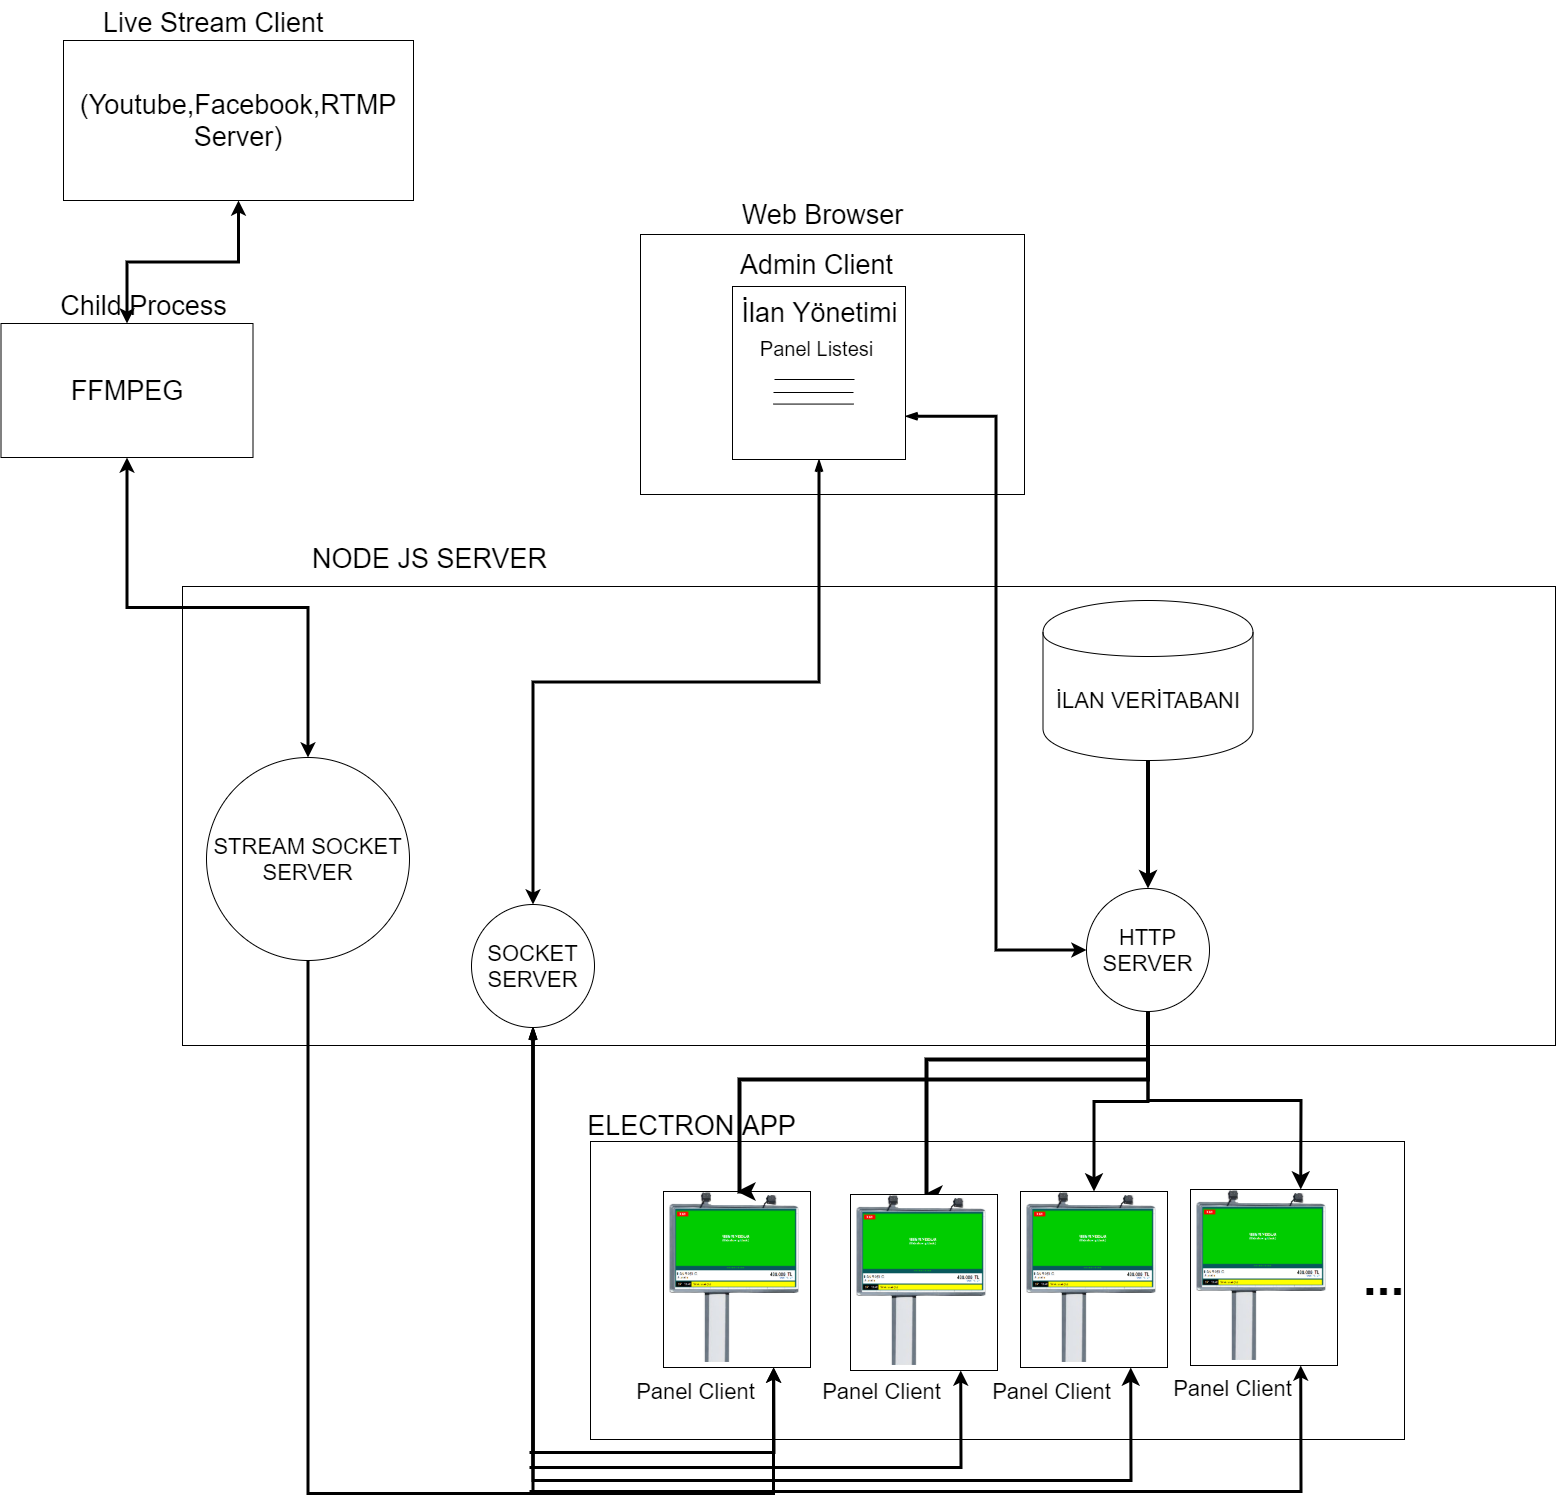 Live Stream Client
(Youtube,Facebook,RTMP
Server)
Web Browser
Admin Client
İlan Yönetimi
Panel Listesi
Child Process
FFMPEG
NODE JS SERVER
İLAN VERİTABANI
STREAM SOCKET
SERVER
SOCKET
SERVER
HTTP
SERVER
ELECTRON APP
Panel Client
Panel Client
Panel Client
Panel Client
...